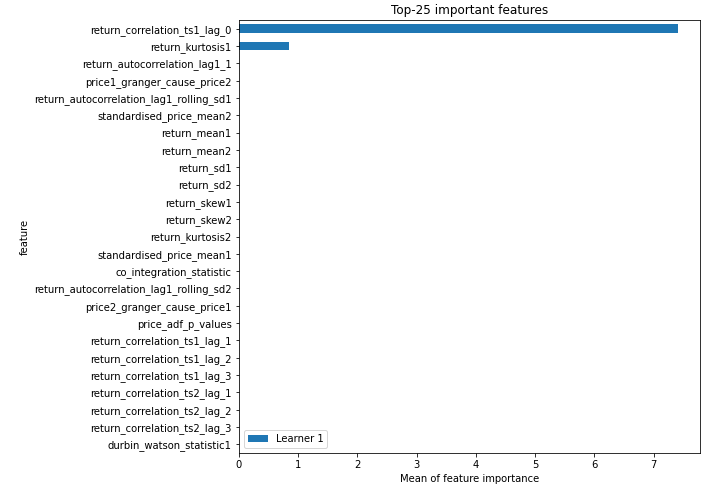 Top-25 important features
return_correlation_ts1_lag_0
return_kurtosis1
return_autocorrelation_lag1_1
price1_granger_cause_price2
return_autocorrelation_lag1_rolling_sd1
standardised_price_mean2
return_mean1
return_mean2
return_sd1
return_sd2
return_skew1
return_skew2
return_kurtosis2
standardised_price_mean1
co_integration_statistic
return_autocorrelation_lag1_rolling_sd2
price2_granger_cause_price1
price_adf_p_values
return_correlation_ts1_lag_1
return_correlation_ts1_lag_2
return_correlation_ts1_lag_3
return_correlation_ts2_lag_1
return_correlation_ts2_lag_2
return_correlation_ts2_lag_3
durbin_watson_statistic1
feature
Learner 1
0 1 2 3 4 5 6 7
Mean of feature importance